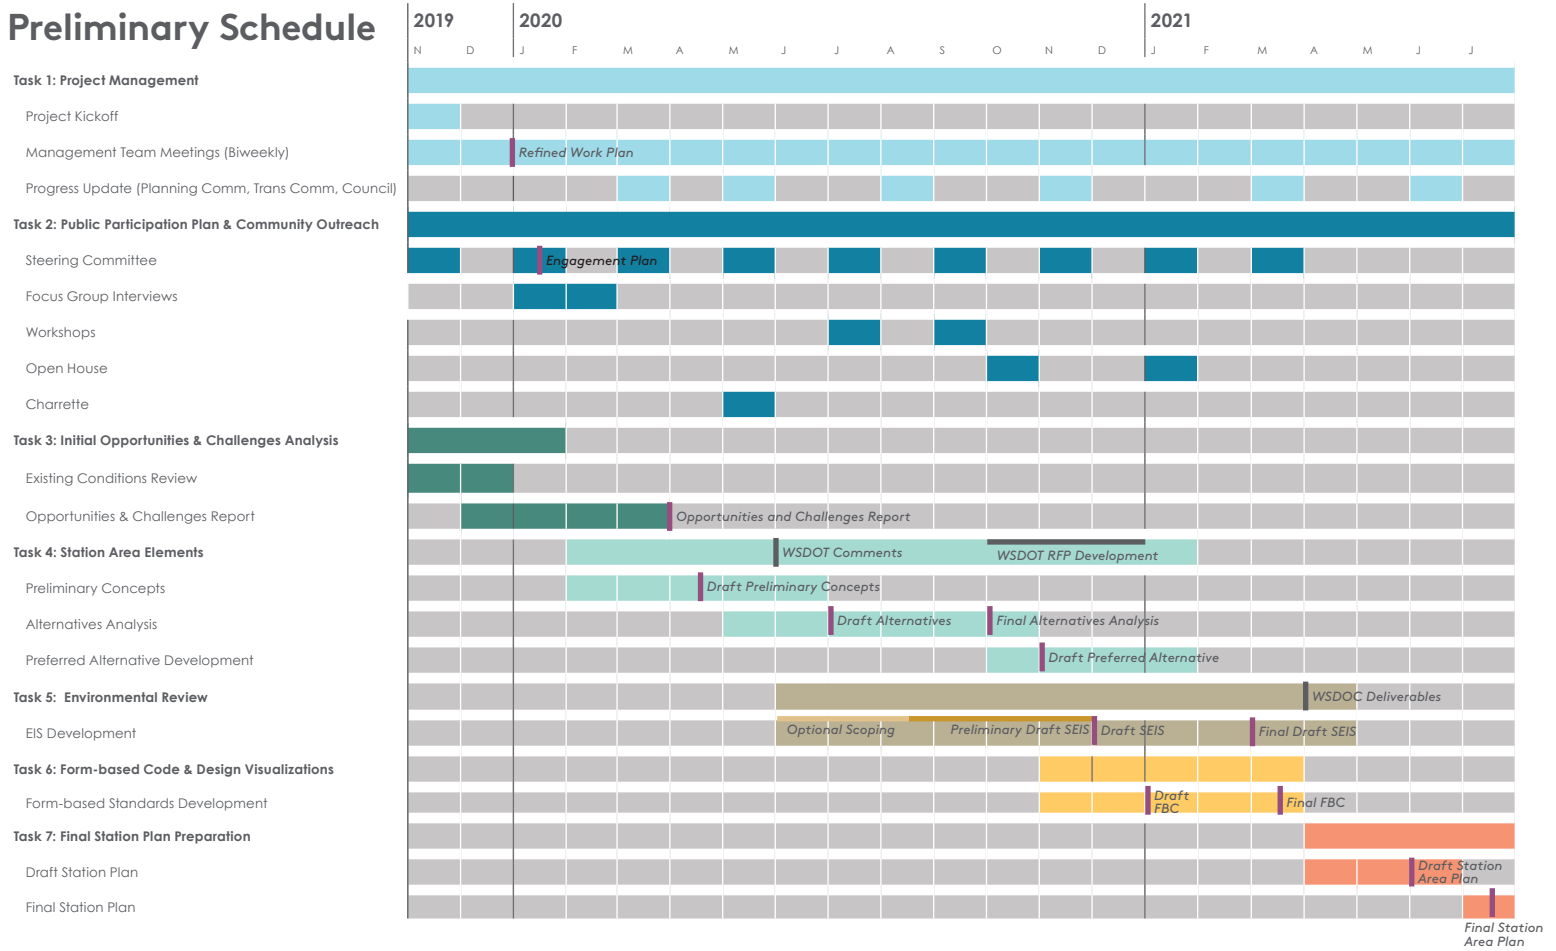 Preliminary Schedule
2019 2020 2021
N D J F M A M J J A S O N D J F M A M J J
Task 1: Project Management
Project Kickoff
Management Team Meetings (Biweekly) Refined Work Plan
Progress Update (Planning Comm, Trans Comm, Council)
Task 2: Public Participation Plan & Community Outreach
Steering Committee Engagement Plan
Focus Group Interviews
Workshops
Open House
Charrette
Task 3: Initial Opportunities & Challenges Analysis
Existing Conditions Review
Opportunities & Challenges Report Opportunities and Challenges Report
Task 4: Station Area Elements WSDOT Comments WSDOT RFP Development
Preliminary Concepts Draft Preliminary Concepts
Alternatives Analysis Draft Alternatives Final Alternatives Analysis
Preferred Alternative Development Draft Preferred Alternative
Task 5: Environmental Review WSDOC Deliverables
EIS Development Optional Scoping Preliminary Draft SEIS Draft SEIS Final Draft SEIS
Task 6: Form-based Code & Design Visualizations
Form-based Standards Development Draft FBC Final FBC
Task 7: Final Station Plan Preparation
Draft Station Plan Draft Station
Area Plan
Final Station Plan
Final Station
Area Plan